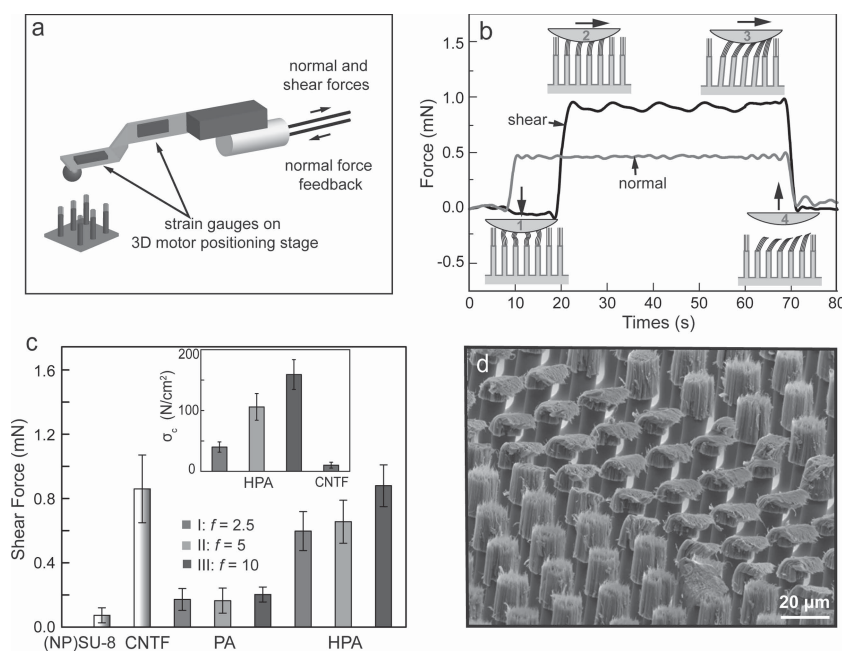 a
normal and
shear forces
normal force
feedback
strain gauges on
3D motor positioning stage
b
Force (mN)
1.5
1.0
0.5
0.0
-0.5
0 10 20 30 40 50 60 70 80
Times (s)
shear
normal
1
2
3
4
c
Shear Force (mN)
1.6
1.2
0.8
0.4
0.0
(NP)SU-8 CNTF PA HPA
σc (N/cm²)
200
100
0
HPA CNTF
I: f = 2.5
II: f = 5
III: f = 10
d
20 µm